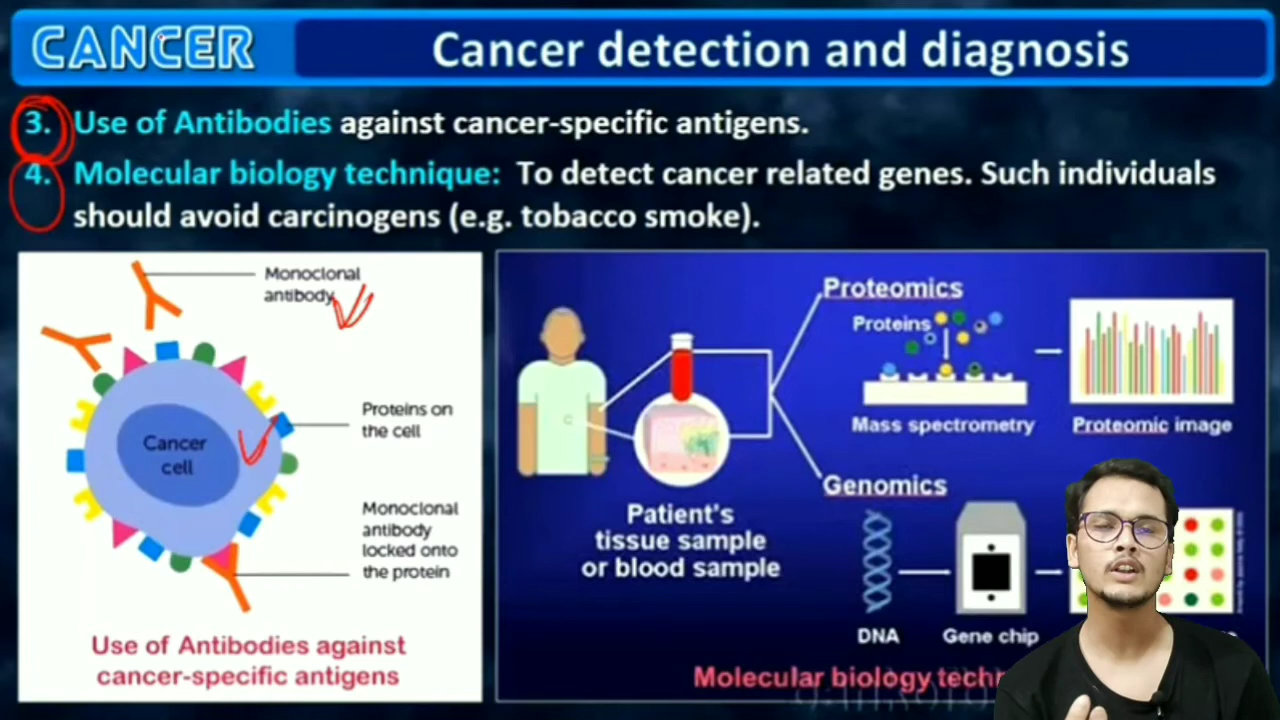 CANCER
Cancer detection and diagnosis
3. Use of Antibodies against cancer-specific antigens.
4. Molecular biology technique: To detect cancer related genes. Such individuals
should avoid carcinogens (e.g. tobacco smoke).
Monoclonal
antibody
Cancer
cell
Proteins on
the cell
Monoclonal
antibody
locked onto
the protein
Use of Antibodies against
cancer-specific antigens
Proteomics
Proteins
Mass spectrometry
Proteomic image
Genomics
Patient's
tissue sample
or blood sample
DNA
Gene chip
Molecular biology